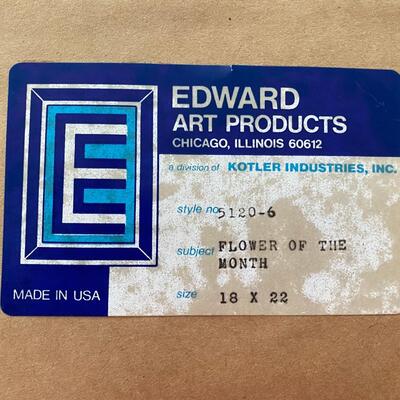 EDWARD
ART PRODUCTS
CHICAGO, ILLINOIS 60612
a division of KOTLER INDUSTRIES, INC.
style no. 5120-6
subject FLOWER OF THE
MONTH
size 18 X 22
E
MADE IN USA